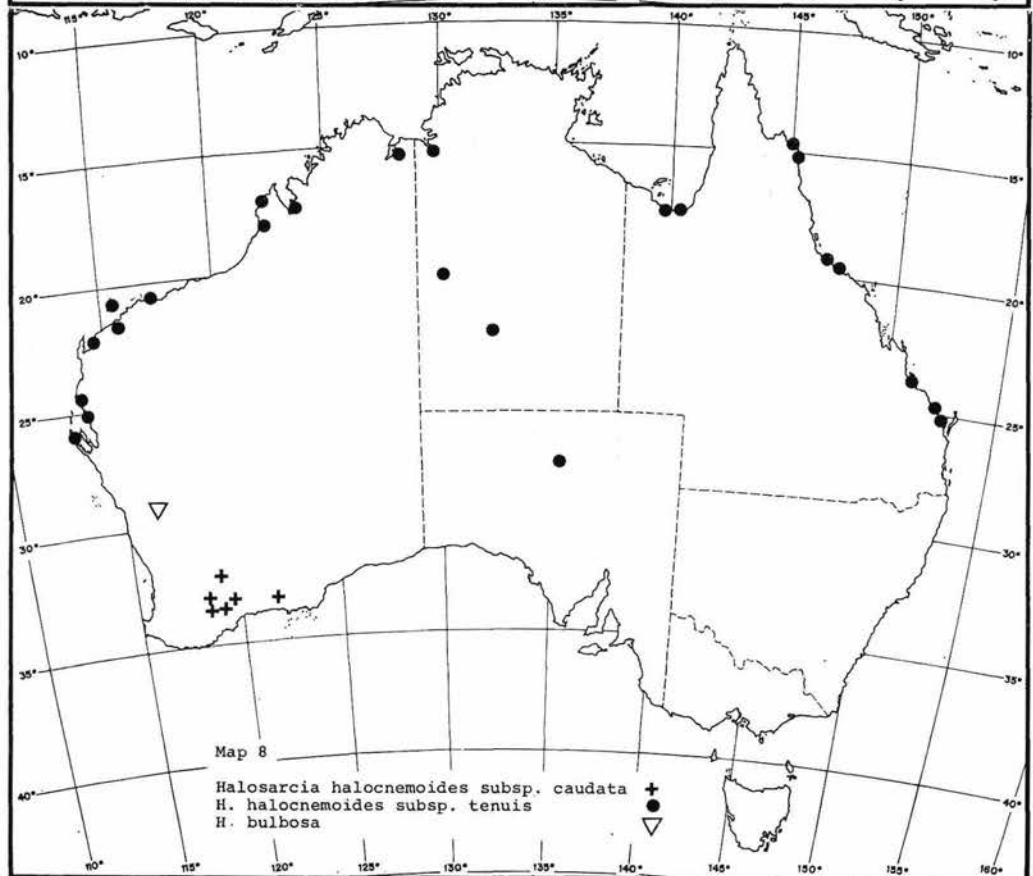 115° 120° 125° 130° 135° 140° 145° 150°
10° 10°
15° 15°
20° 20°
25° 25°
30° 30°
35° 35°
40° 40°
Map 8
Halosarcia halocnemoides subsp. caudata
H. halocnemoides subsp. tenuis
H. bulbosa
110° 115° 120° 125° 130° 135° 140° 145° 150° 155° 160°